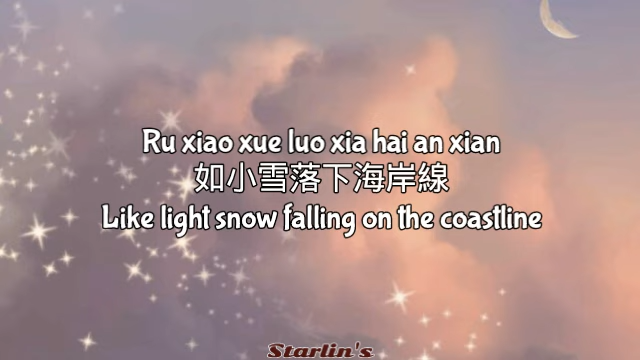 Ru xiao xue luo xia hai an xian
如小雪落下海岸線
Like light snow falling on the coastline
Starlin's